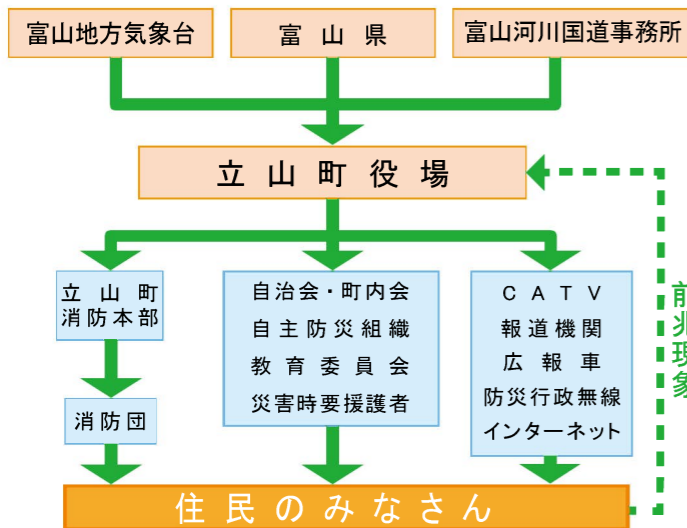 富山地方気象台
富山県
富山河川国道事務所
立山町役場
立山町
消防本部
消防団
自治会・町内会
自主防災組織
教育委員会
災害時要援護者
CATV
報道機関
広報車
防災行政無線
インターネット
前兆現象
住民のみなさん